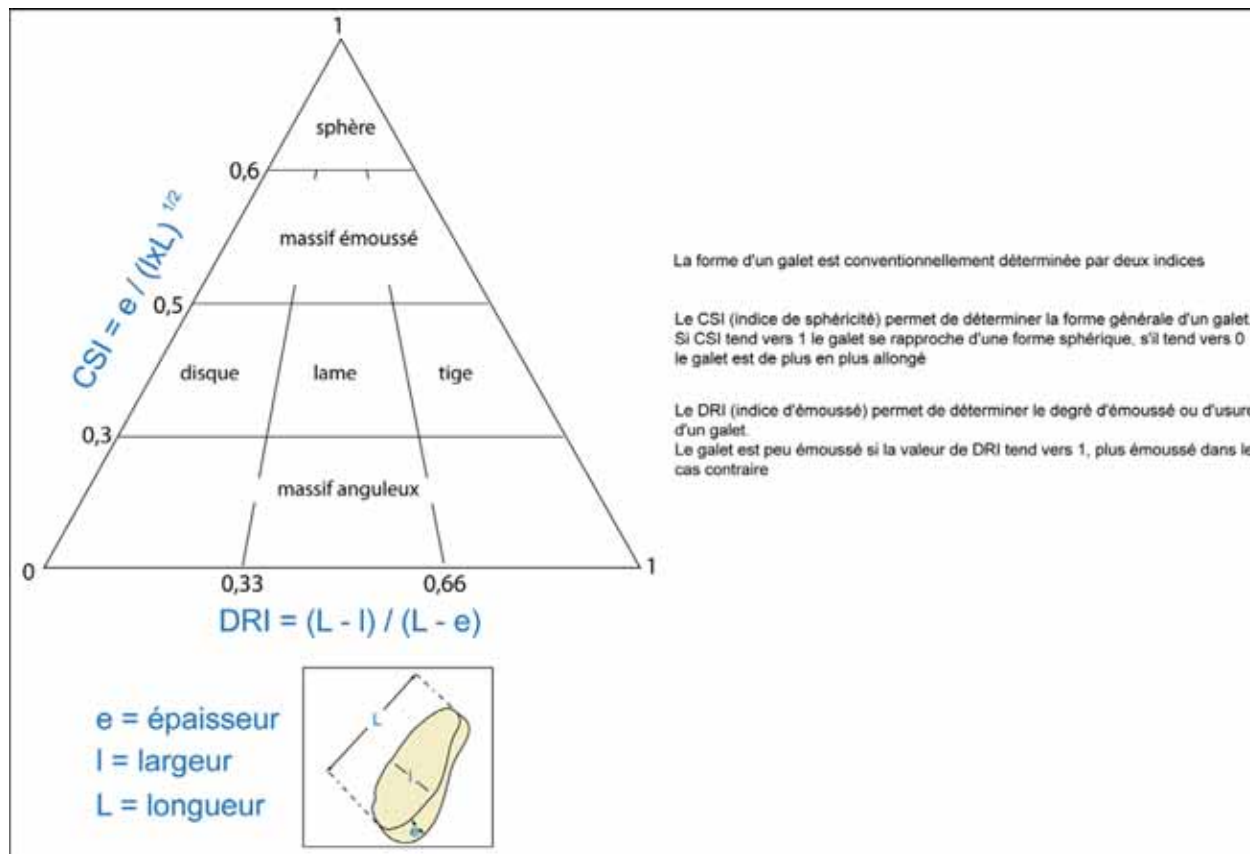 1
sphère
0,6
massif émoussé
CSI = e / (lxL) 1/2
0,5
disque
lame
tige
0,3
massif anguleux
0
1
0,33
0,66
DRI = (L - l) / (L - e)
e = épaisseur
l = largeur
L = longueur
L
l
e
La forme d'un galet est conventionnellement déterminée par deux indices
Le CSI (indice de sphéricité) permet de déterminer la forme générale d'un galet
Si CSI tend vers 1 le galet se rapproche d'une forme sphérique, s'il tend vers 0
le galet est de plus en plus allongé
Le DRI (indice d'émoussé) permet de déterminer le degré d'émoussé ou d'usure
d'un galet.
Le galet est peu émoussé si la valeur de DRI tend vers 1, plus émoussé dans le
cas contraire